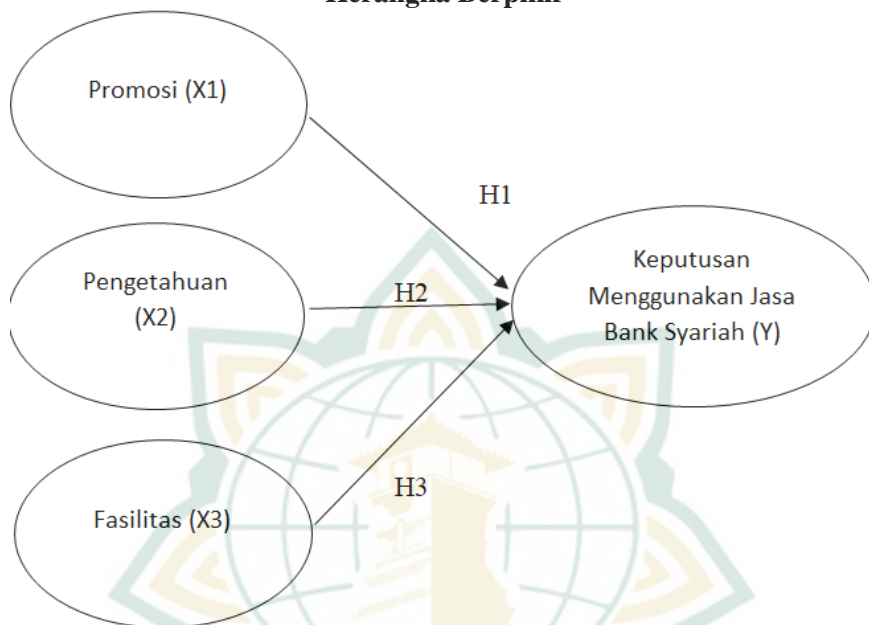 Kerangka Berpikir
Promosi (X1)
H1
Pengetahuan
(X2)
H2
Keputusan
Menggunakan Jasa
Bank Syariah (Y)
H3
Fasilitas (X3)